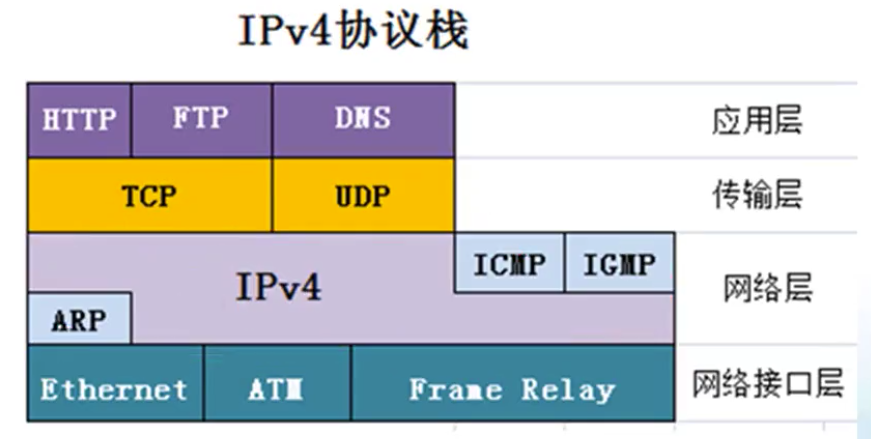 IPv4协议栈
HTTP FTP DNS 应用层
TCP UDP 传输层
ICMP IGMP
IPv4 网络层
ARP
Ethernet ATM Frame Relay 网络接口层